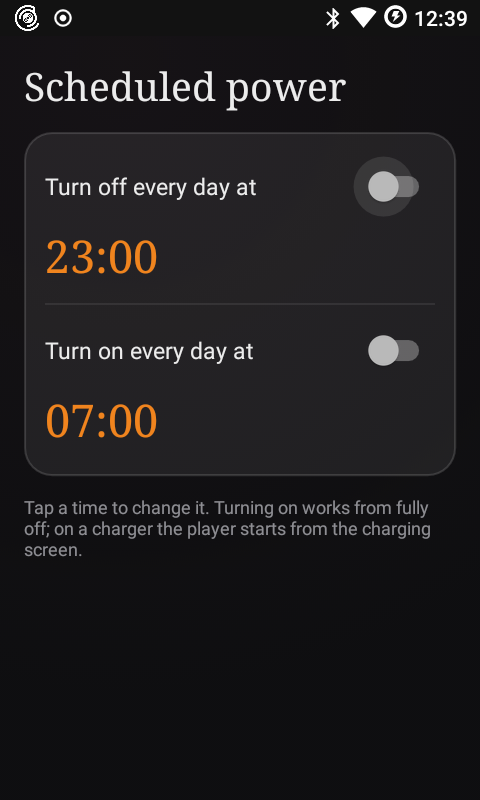 12:39
Scheduled power
Turn off every day at
23:00
Turn on every day at
07:00
Tap a time to change it. Turning on works from fully
off; on a charger the player starts from the charging
screen.